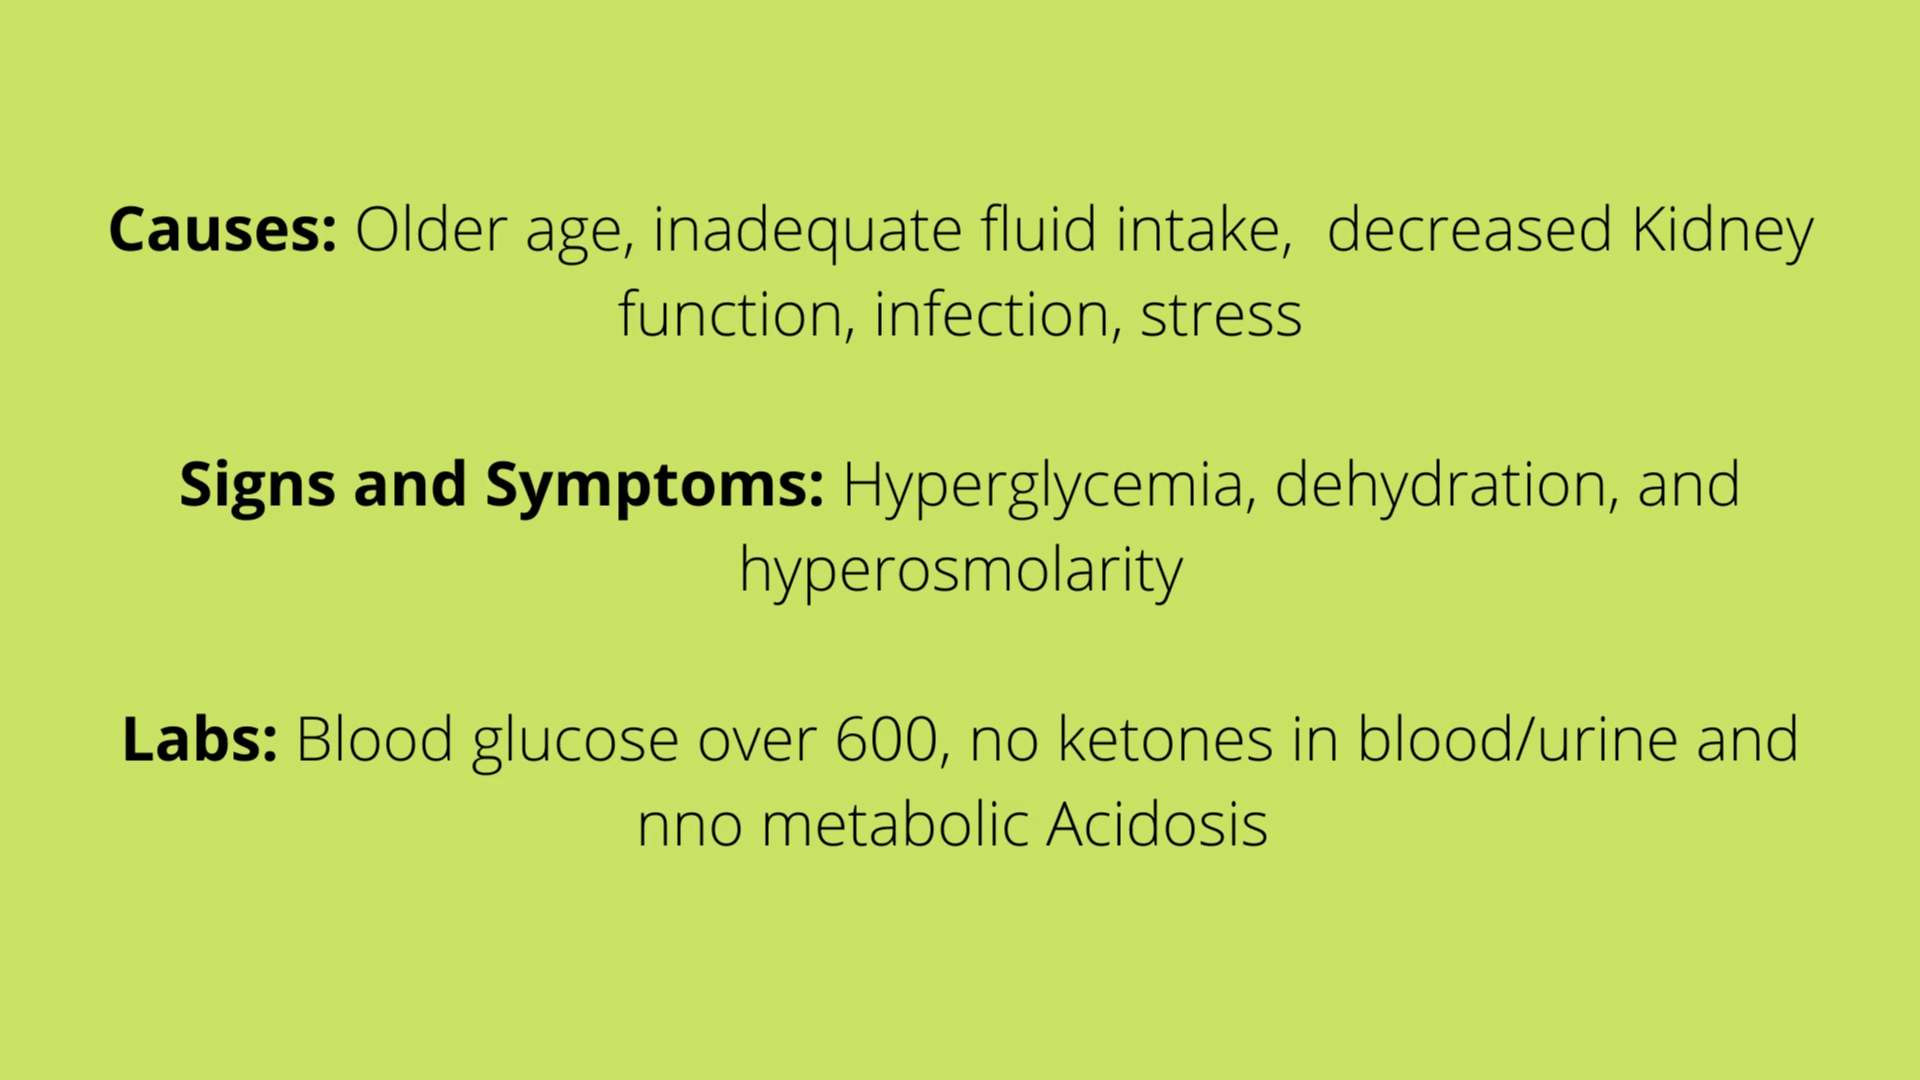 Causes: Older age, inadequate fluid intake,  decreased Kidney
function, infection, stress
Signs and Symptoms: Hyperglycemia, dehydration, and
hyperosmolarity
Labs: Blood glucose over 600, no ketones in blood/urine and
nno metabolic Acidosis